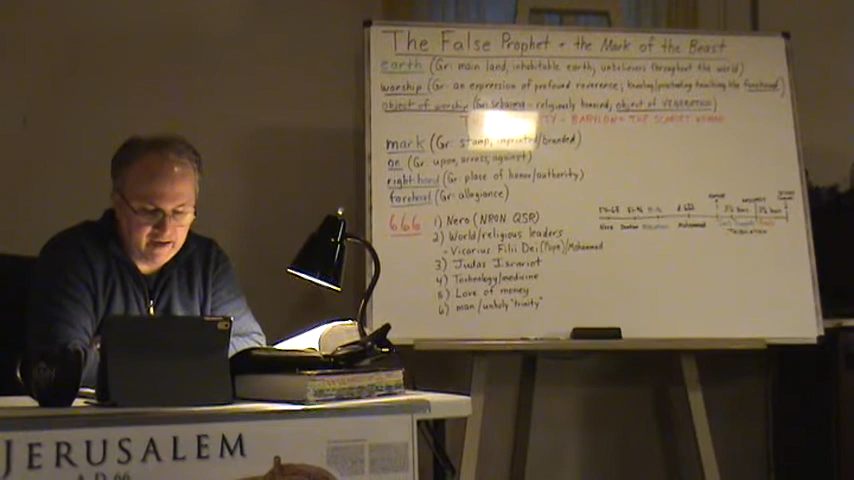 The False Prophet + the Mark of the Beast
earth (Gr: main land, inhabitable earth, unbelievers throughout the world)
worship (Gr: an expression of profound reverence; kneeling/prostrating touching the forehead)
object of worship (Gr: sebasma - religiously honored, object of VENERATION)
BABYLON + THE SCARLET WOMAN
mark (Gr: stamp, imprinted/branded)
on (Gr: upon, across, against)
right-hand (Gr: place of honor/authority)
forehead (Gr: allegiance)
666 1) Nero (NRON QSR)
2) World/religious leaders
- Vicarius Filii Dei (Pope)/Mohammad
3) Judas Iscariot
4) Technology/medicine
5) Love of money
6) man/unholy "trinity"
Nero Domitian Mohammad
TRIBULATION
JERUSALEM
A.D. 66